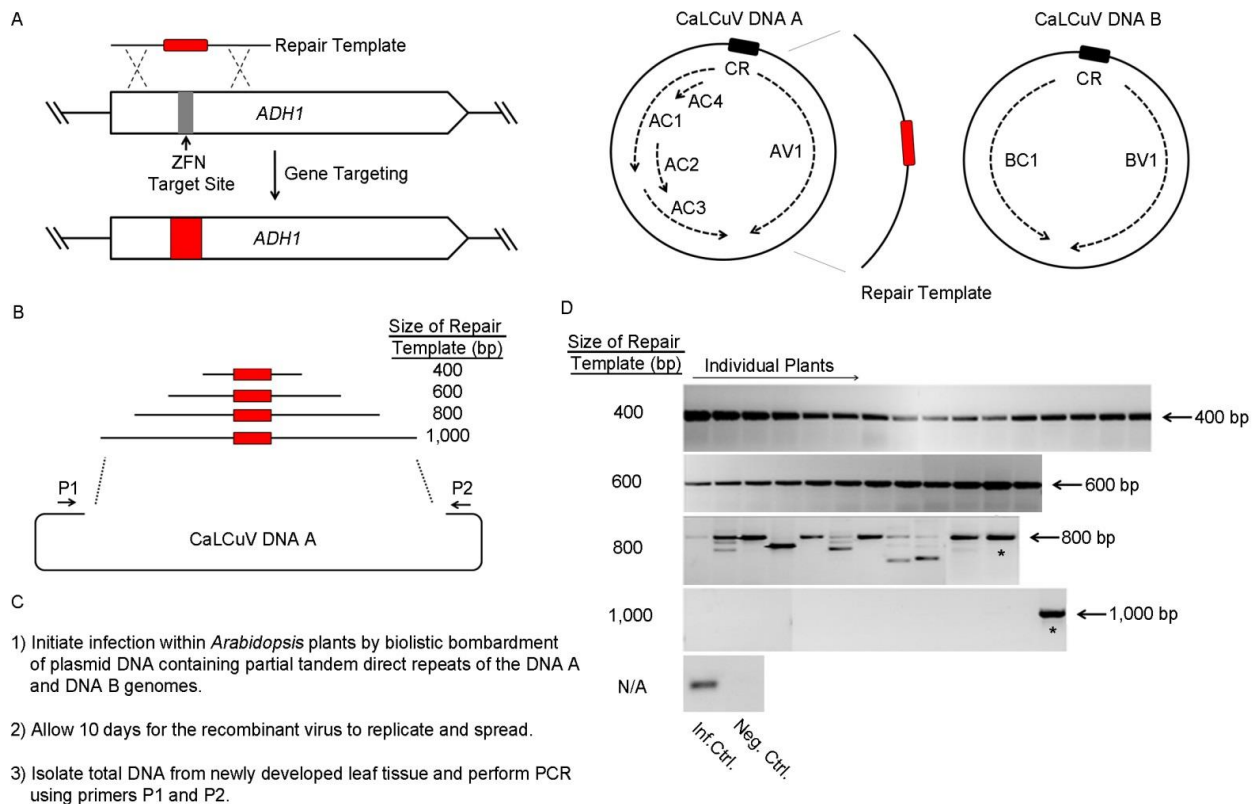 A
Repair Template
ADH1
ZFN
Target Site
Gene Targeting
ADH1
CaLCuV DNA A
CR
AC4
AC1
AC2
AC3
AV1
Repair Template
CaLCuV DNA B
CR
BC1
BV1
B
Size of Repair
Template (bp)
400
600
800
1,000
P1
P2
CaLCuV DNA A
C
1) Initiate infection within Arabidopsis plants by biolistic bombardment
of plasmid DNA containing partial tandem direct repeats of the DNA A
and DNA B genomes.
2) Allow 10 days for the recombinant virus to replicate and spread.
3) Isolate total DNA from newly developed leaf tissue and perform PCR
using primers P1 and P2.
D
Size of Repair
Template (bp)
Individual Plants
400
400 bp
600
600 bp
800
800 bp
*
1,000
1,000 bp
*
N/A
Inf.Ctrl.
Neg. Ctrl.